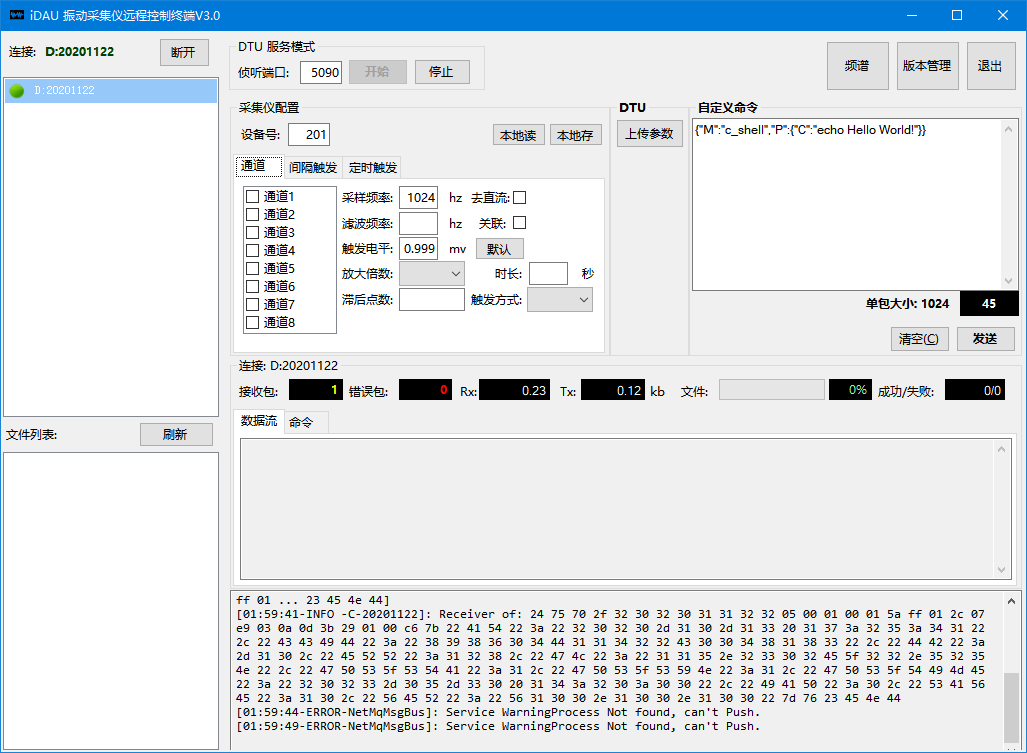 iDAU 振动采集仪远程控制终端V3.0
连接: D:20201122 断开
D:20201122
文件列表: 刷新
DTU 服务模式
侦听端口: 5090 开始 停止
频谱 版本管理 退出
采集仪配置
设备号: 201 本地读 本地存
通道 间隔触发 定时触发
通道1
通道2
通道3
通道4
通道5
通道6
通道7
通道8
采样频率: 1024 hz 去直流:
滤波频率: hz 关联:
触发电平: 0.999 mv 默认
放大倍数: 时长: 秒
滞后点数: 触发方式:
DTU
上传参数
自定义命令
{"M":"c_shell","P":{"C":"echo Hello World!"}}
单包大小: 1024 45
清空(C) 发送
连接: D:20201122
接收包: 1 错误包: 0 Rx: 0.23 Tx: 0.12 kb 文件: 0% 成功/失败: 0/0
数据流 命令
ff 01 ... 23 45 4e 44]
[01:59:41-INFO -C-20201122]: Receiver of: 24 75 70 2f 32 30 32 30 31 31 32 32 05 00 01 00 01 5a ff 01 2c 07
e9 03 0a 0d 3b 29 01 00 c6 7b 22 41 54 22 3a 22 32 30 32 30 2d 31 30 2d 31 33 20 31 37 3a 32 35 3a 34 31 22
2c 22 43 43 49 44 22 3a 22 38 39 38 36 30 34 44 31 31 34 32 32 43 30 30 34 38 31 38 33 22 2c 22 44 42 22 3a
2d 31 30 2c 22 45 52 52 22 3a 31 32 38 2c 22 47 4c 22 3a 22 31 31 35 2e 32 33 30 32 45 5f 32 32 2e 35 32 35
4e 22 2c 22 47 50 53 5f 53 54 41 22 3a 31 2c 22 47 50 53 5f 53 59 4e 22 3a 31 2c 22 47 50 53 5f 54 49 4d 45
22 3a 22 32 30 32 33 2d 30 35 2d 33 30 20 31 34 3a 32 30 3a 30 30 22 2c 22 49 41 50 22 3a 30 2c 22 53 41 56
45 22 3a 31 30 2c 22 56 45 52 22 3a 22 56 31 30 30 2e 31 30 30 2e 31 30 30 22 7d 76 23 45 4e 44
[01:59:44-ERROR-NetMqMsgBus]: Service WarningProcess Not found, can't Push.
[01:59:49-ERROR-NetMqMsgBus]: Service WarningProcess Not found, can't Push.